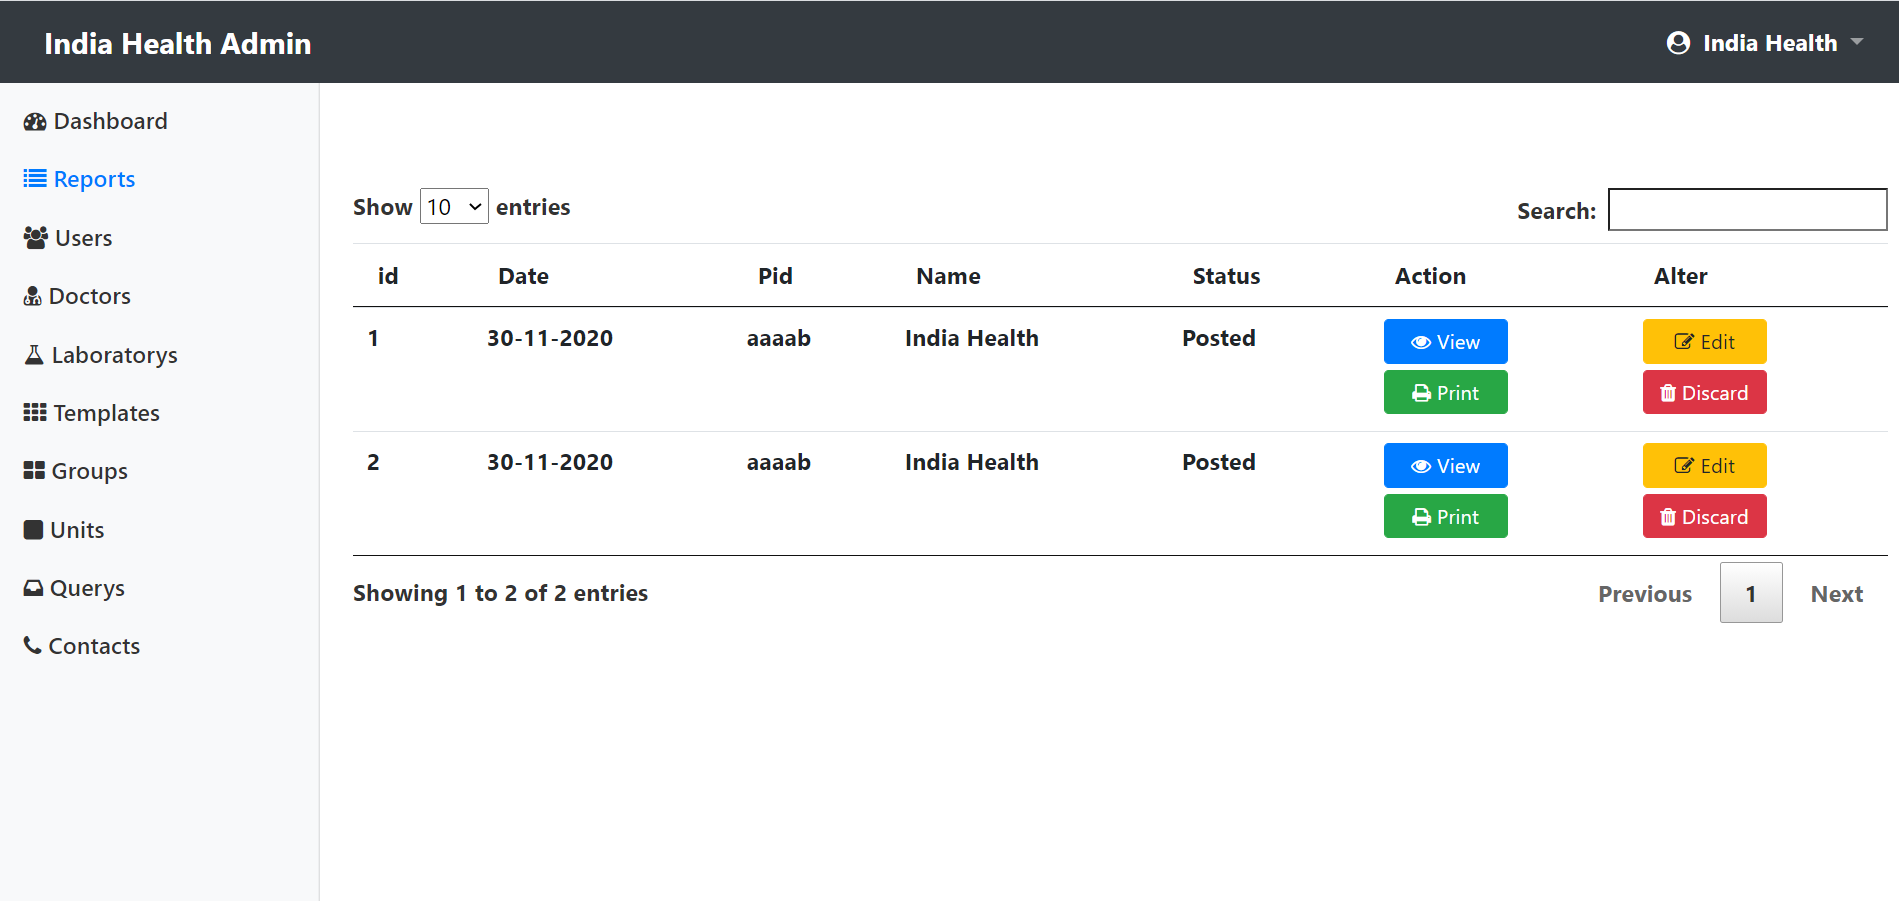 India Health Admin
India Health
Dashboard
Reports
Users
Doctors
Laboratorys
Templates
Groups
Units
Querys
Contacts
Show 10 entries
Search:
id Date Pid Name Status Action Alter
1 30-11-2020 aaaab India Health Posted View Edit
Print Discard
2 30-11-2020 aaaab India Health Posted View Edit
Print Discard
Showing 1 to 2 of 2 entries
Previous 1 Next